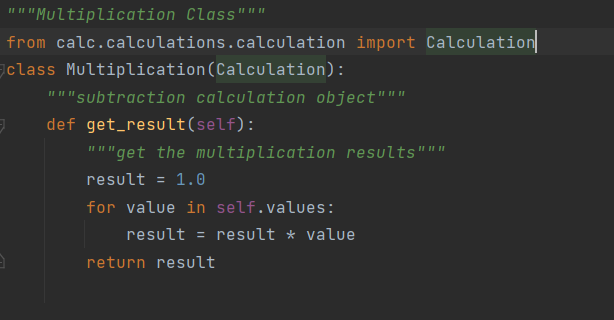 """Multiplication Class"""
from calc.calculations.calculation import Calculation
class Multiplication(Calculation):
    """subtraction calculation object"""
    def get_result(self):
        """get the multiplication results"""
        result = 1.0
        for value in self.values:
            result = result * value
        return result